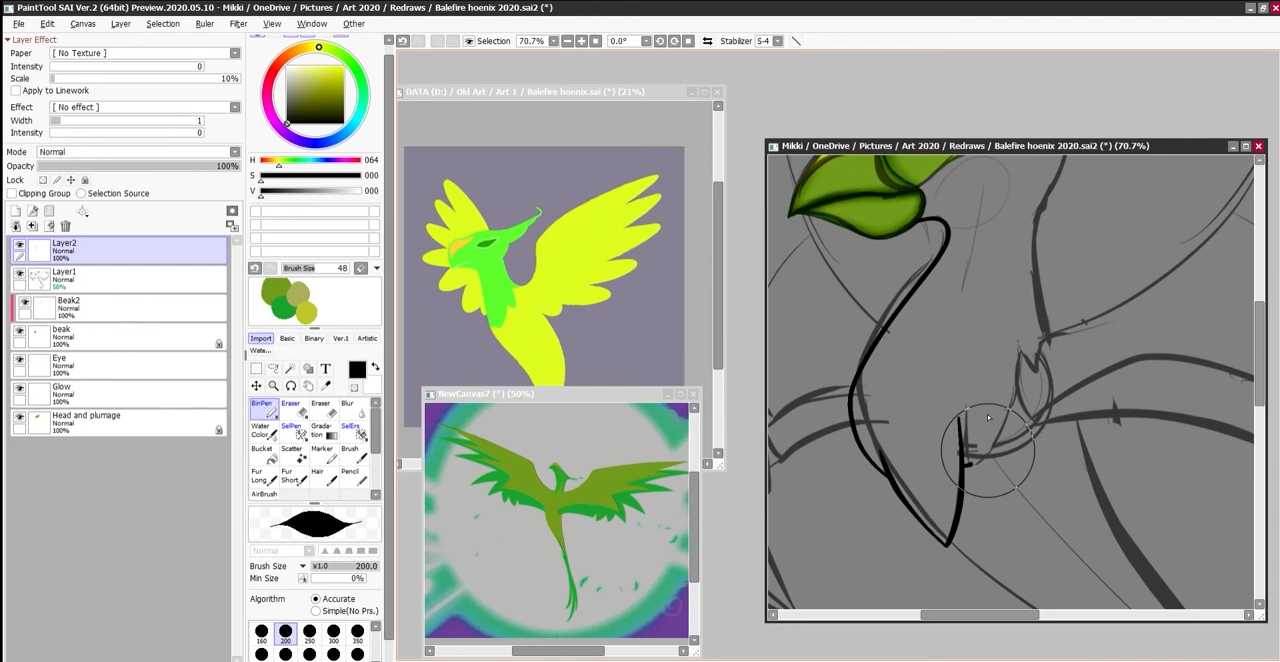 PaintTool SAI Ver.2 (64bit) Preview.2020.05.10 - Mikki / OneDrive / Pictures / Art 2020 / Redraws / Balefire hoenix 2020.sai2 (*)
File Edit Canvas Layer Selection Ruler Filter View Window Other
Selection 70.7% 0.0° Stabilizer S-4
Layer Effect
Paper [ No Texture ]
Intensity 0
Scale 10%
Apply to Linework
Effect [ No effect ]
Width 1
Intensity 0
Mode Normal
Opacity 100%
Lock
Clipping Group Selection Source
Layer2
Normal
100%
Layer1
Normal
58%
Beak2
Normal
100%
beak
Normal
100%
Eye
Normal
100%
Glow
Normal
100%
Head and plumage
Normal
100%
H 064
S 000
V 000
Brush Size 48
Import Basic Binary Ver.1 Artistic
Wate...
T
BinPen Eraser Eraser Blur
Water Color SelPen Grada-tion SelErs
Bucket Scatter Marker Brush
Fur Long Fur Short Hair Pencil
AirBrush
Normal
Brush Size x1.0 200.0
Min Size 0%
Algorithm Accurate
Simple(No Prs.)
160 200 250 300 350
DATA (D:) / Old Art / Art 1 / Balefire hoenix.sai (*) (21%)
NewCanvas7 (*) (50%)
Mikki / OneDrive / Pictures / Art 2020 / Redraws / Balefire hoenix 2020.sai2 (*) (70.7%)